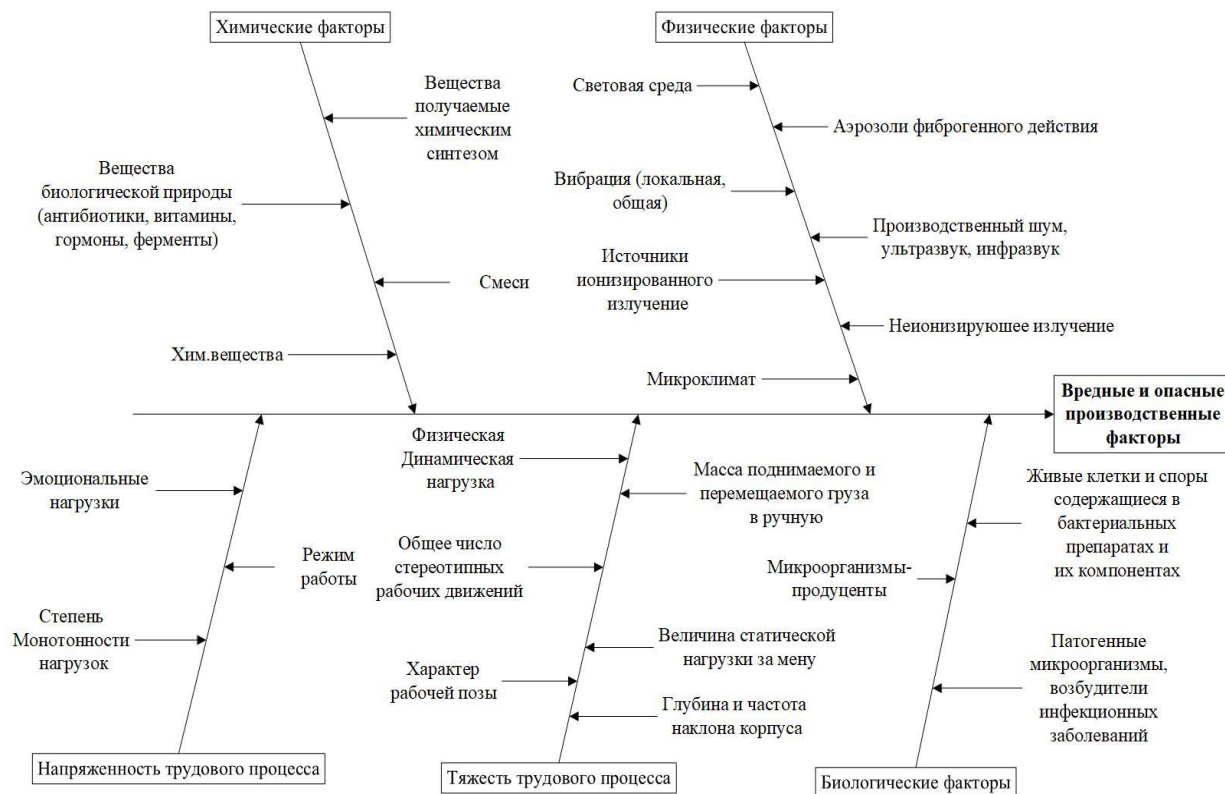 Химические факторы
Физические факторы
Вещества
получаемые
химическим
синтезом
Световая среда
Аэрозоли фиброгенного действия
Вещества
биологической природы
(антибиотики, витамины,
гормоны, ферменты)
Вибрация (локальная,
общая)
Производственный шум,
ультразвук, инфразвук
Смеси
Источники
ионизированного
излучение
Неионизируюшее излучение
Хим.вещества
Микроклимат
Вредные и опасные
производственные
факторы
Эмоциональные
нагрузки
Физическая
Динамическая
нагрузка
Масса поднимаемого и
перемещаемого груза
в ручную
Живые клетки и споры
содержащиеся в
бактериальных
препаратах и
их компонентах
Режим
работы
Общее число
стереотипных
рабочих движений
Микроорганизмы-
продуценты
Степень
Монотонности
нагрузок
Характер
рабочей позы
Величина статической
нагрузки за мену
Глубина и частота
наклона корпуса
Патогенные
микроорганизмы,
возбудители
инфекционных
заболеваний
Напряженность трудового процесса
Тяжесть трудового процесса
Биологические факторы